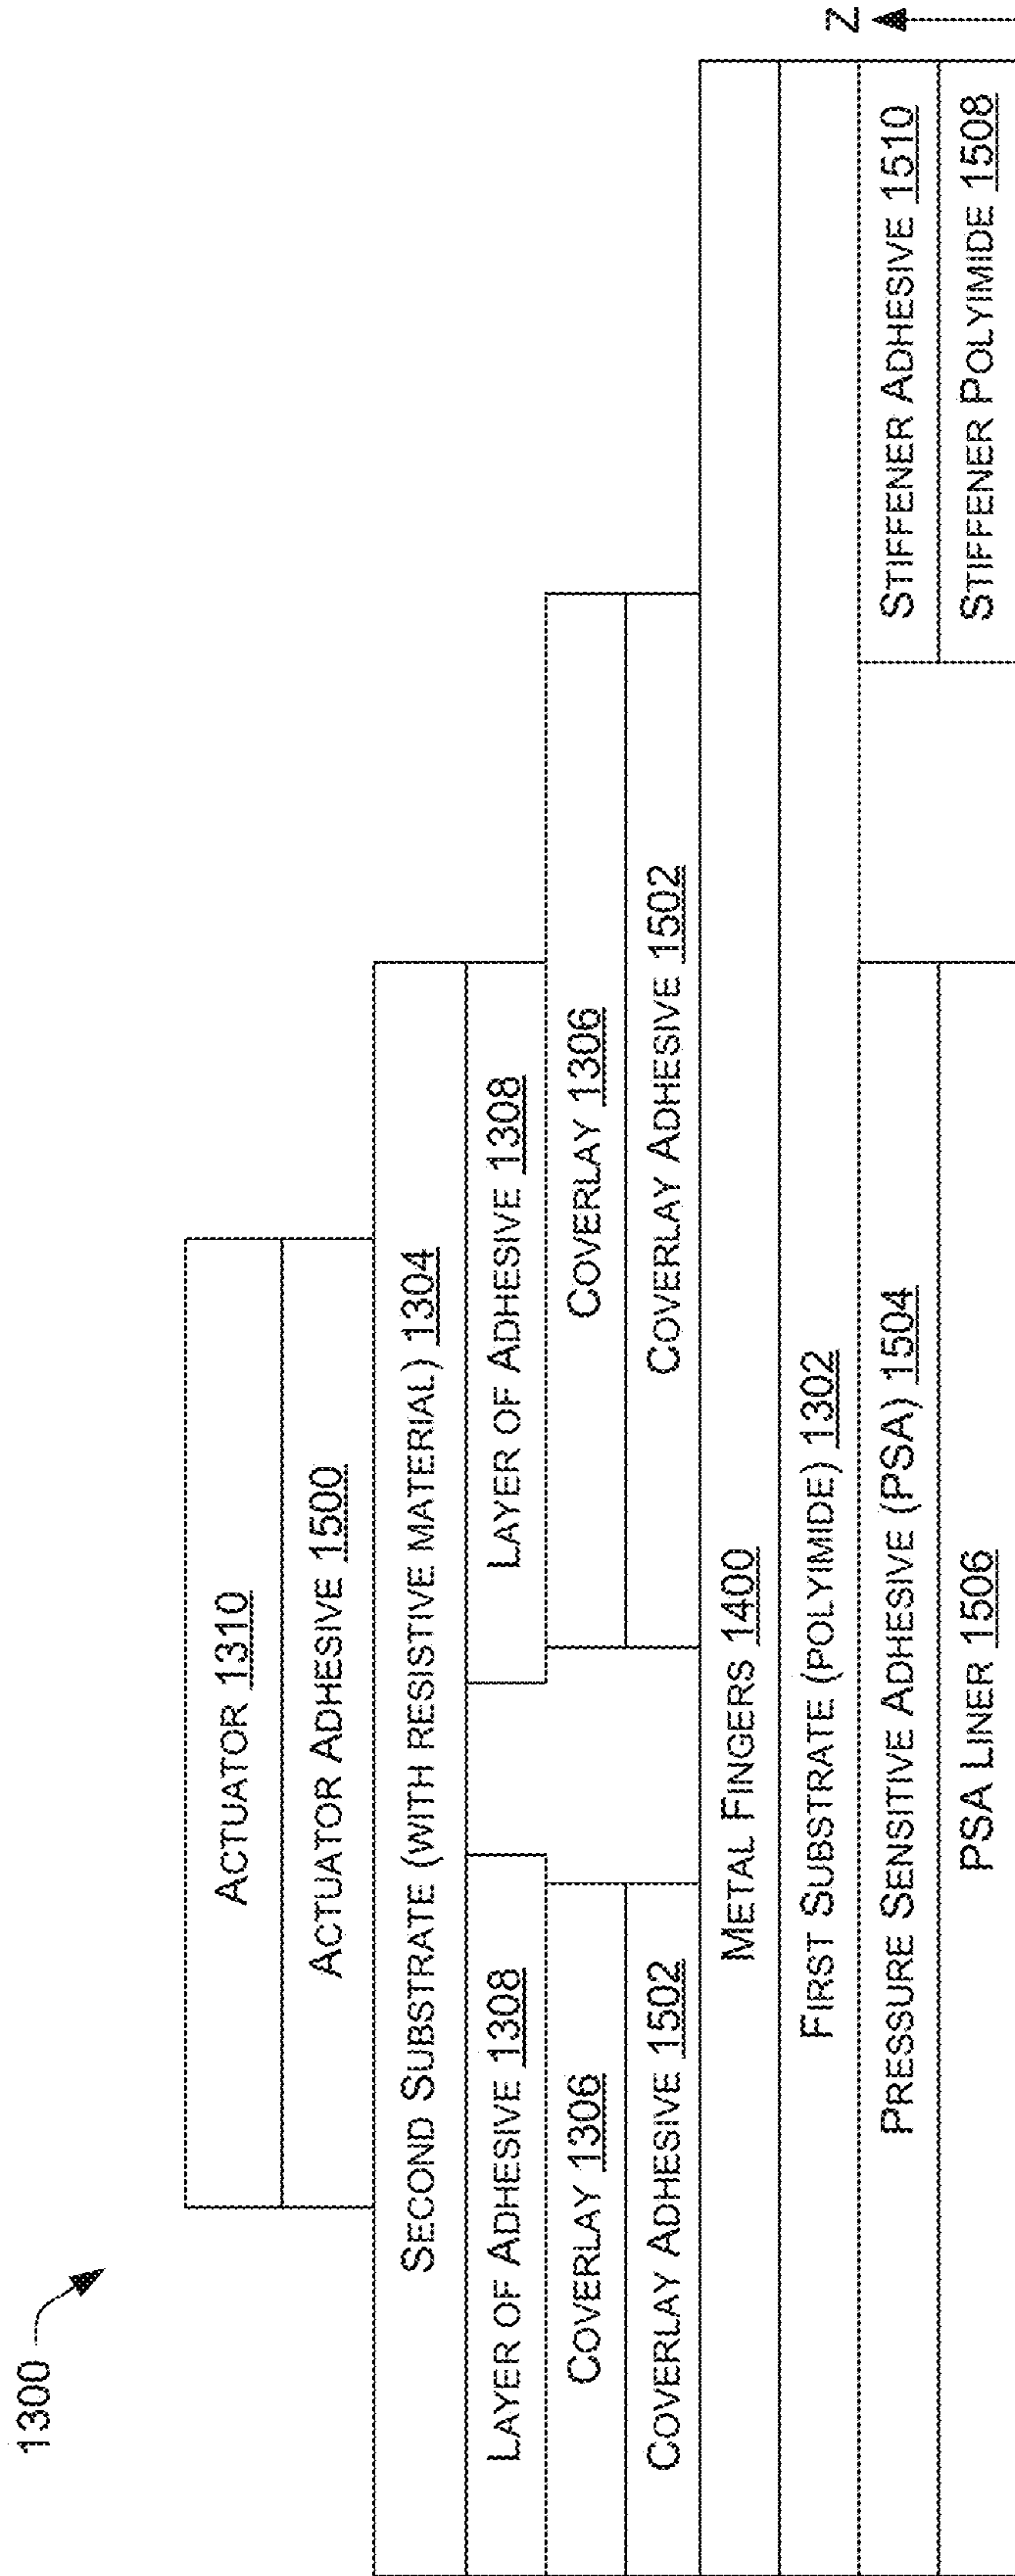 1300
ACTUATOR 1310
ACTUATOR ADHESIVE 1500
SECOND SUBSTRATE (WITH RESISTIVE MATERIAL) 1304
LAYER OF ADHESIVE 1308
LAYER OF ADHESIVE 1308
COVERLAY 1306
COVERLAY 1306
COVERLAY ADHESIVE 1502
COVERLAY ADHESIVE 1502
METAL FINGERS 1400
FIRST SUBSTRATE (POLYIMIDE) 1302
PRESSURE SENSITIVE ADHESIVE (PSA) 1504
STIFFENER ADHESIVE 1510
PSA LINER 1506
STIFFENER POLYIMIDE 1508
Z